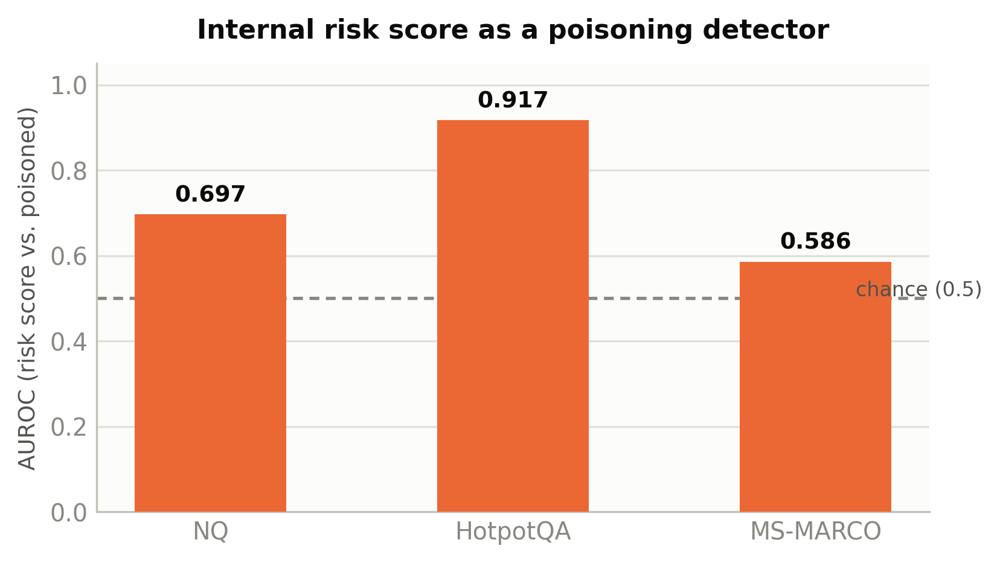 Internal risk score as a poisoning detector
AUROC (risk score vs. poisoned)
1.0
0.8
0.6
0.4
0.2
0.0
0.697
0.917
0.586
chance (0.5)
NQ
HotpotQA
MS-MARCO